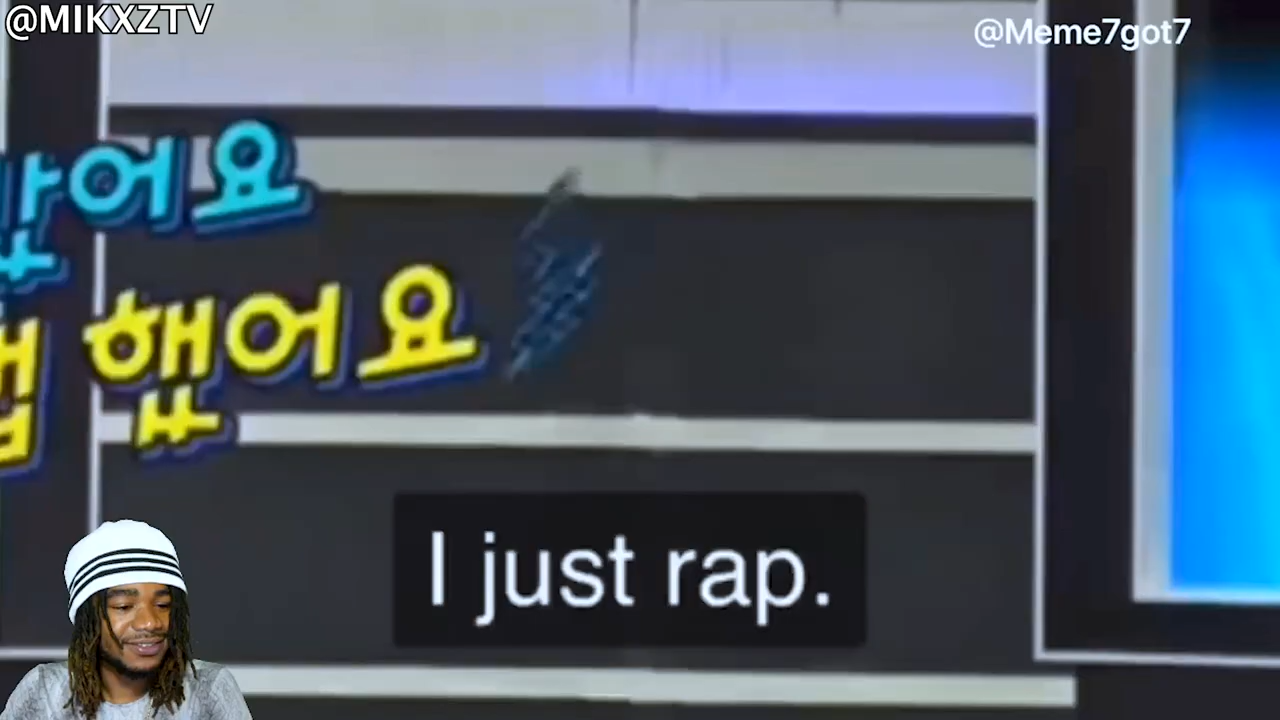 @MIKXZTV
@Meme7got7
어요
했어요
I just rap.